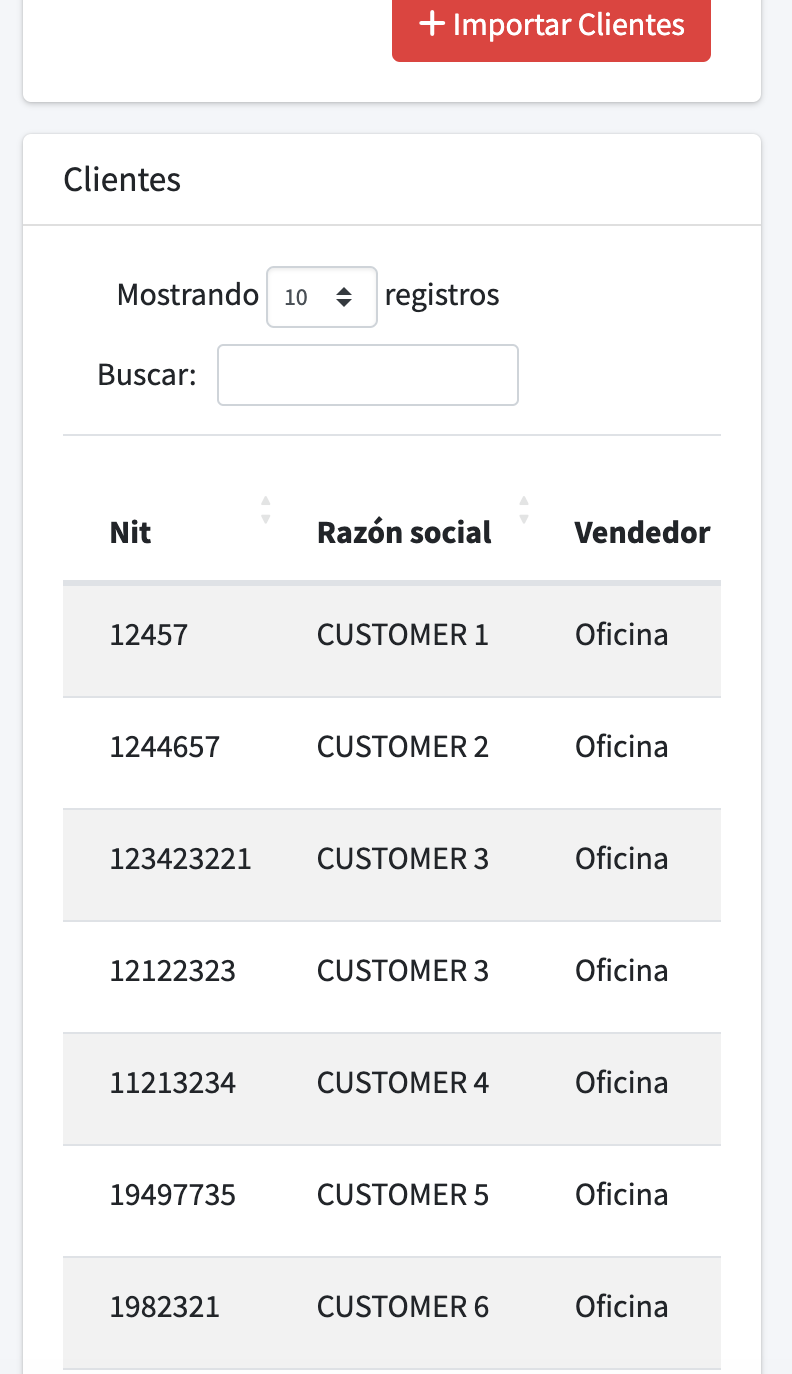 + Importar Clientes
Clientes
Mostrando 10 registros
Buscar:
Nit Razón social Vendedor
12457 CUSTOMER 1 Oficina
1244657 CUSTOMER 2 Oficina
123423221 CUSTOMER 3 Oficina
12122323 CUSTOMER 3 Oficina
11213234 CUSTOMER 4 Oficina
19497735 CUSTOMER 5 Oficina
1982321 CUSTOMER 6 Oficina